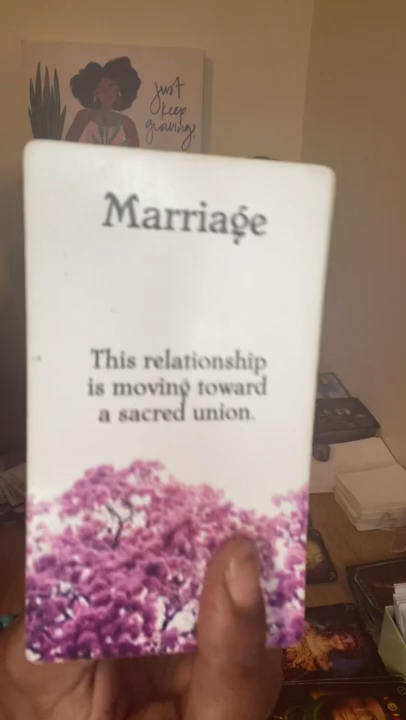 just
keep
growing.
Marriage
This relationship
is moving toward
a sacred union.